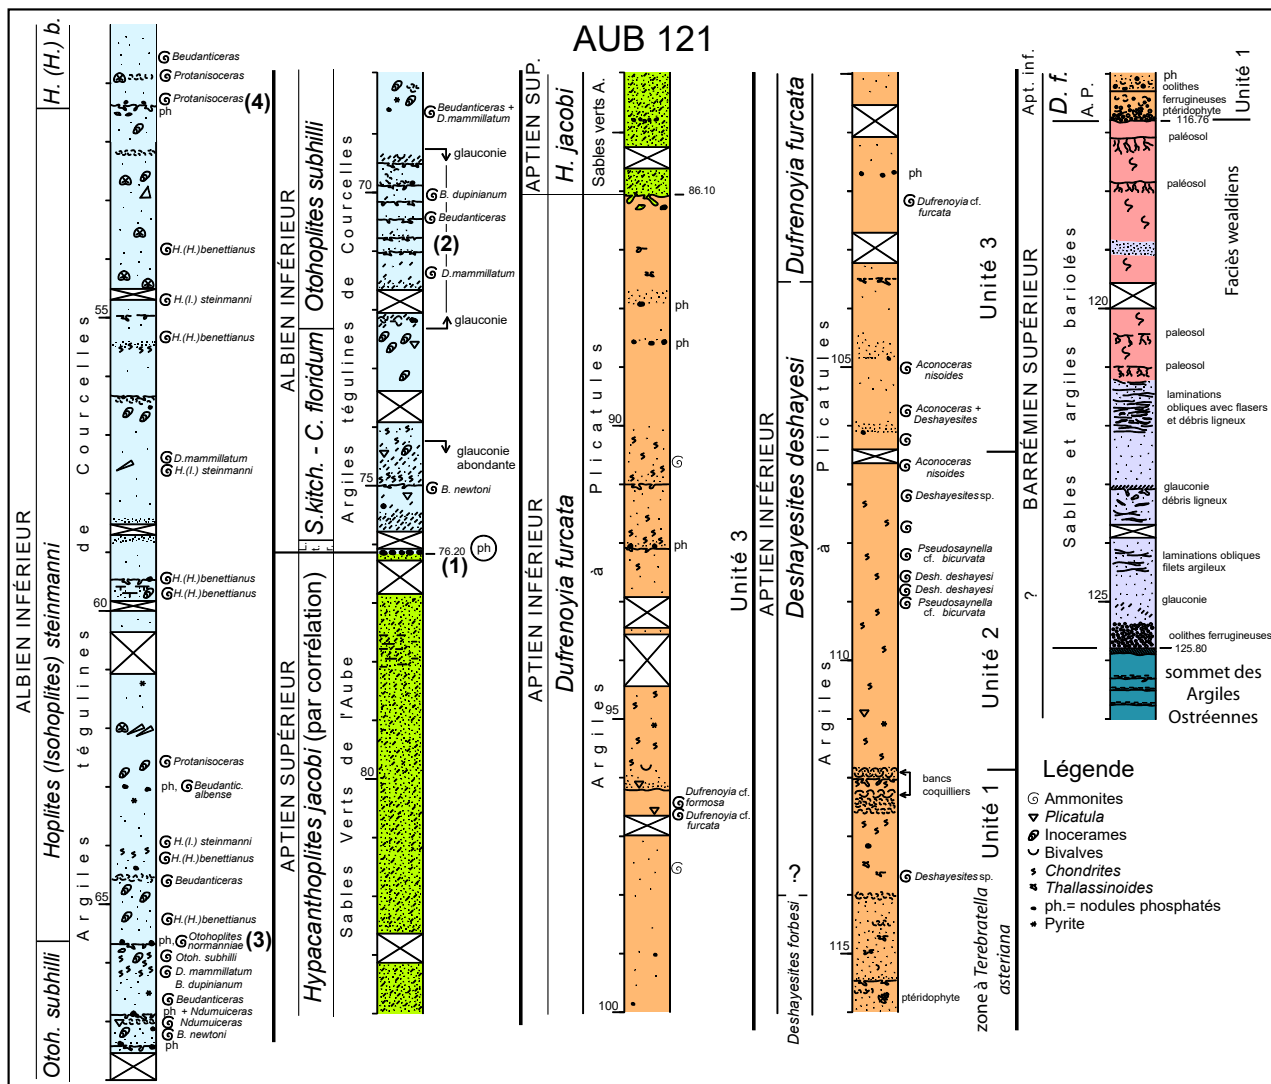 AUB 121
H. (H.) b.
ALBIEN INFÉRIEUR
Hoplites (Isohoplites) steinmanni
Otoh. subhilli
Argiles tégulines de Courcelles
Beudanticeras
Protanisoceras
Protanisoceras
(4)
ph
H.(H.)benettianus
H.(I.) steinmanni
55
H.(H.)benettianus
D.mammillatum
H.(I.) steinmanni
H.(H.)benettianus
H.(H.)benettianus
60
Protanisoceras
ph, Beudantic.
albense
H.(I.) steinmanni
H.(H.)benettianus
Beudanticeras
65
H.(H.)benettianus
ph, Otohoplites
normanniae
(3)
Otoh. subhilli
D. mammillatum
B. dupinianum
Beudanticeras
ph + Ndumuiceras
Ndumuiceras
B. newtoni
ph
ALBIEN INFÉRIEUR
Otohoplites subhilli
S.kitch. - C. floridum
L. t. r.
Argiles tégulines de Courcelles
Beudanticeras +
D.mammillatum
glauconie
70
B. dupinianum
Beudanticeras
(2)
D.mammillatum
glauconie
glauconie
abondante
75
B. newtoni
76.20
ph
(1)
APTIEN SUPÉRIEUR
Hypacanthoplites jacobi (par corrélation)
Sables Verts de l'Aube
80
APTIEN SUP.
H. jacobi
Sables verts A.
86.10
APTIEN INFÉRIEUR
Dufrenoyia furcata
Argiles à Plicatules
ph
ph
90
ph
95
Dufrenoyia cf.
formosa
Dufrenoyia cf.
furcata
100
Unité 3
APTIEN INFÉRIEUR
Dufrenoyia furcata
Deshayesites deshayesi
?
Deshayesites forbesi
Argiles à Plicatules
ph
Dufrenoyia cf.
furcata
105
Aconoceras
nisoides
Aconoceras +
Deshayesites
Aconoceras
nisoides
Deshayesites sp.
Pseudosaynella
cf. bicurvata
Desh. deshayesi
Desh. deshayesi
Pseudosaynella
cf. bicurvata
110
bancs
coquilliers
Deshayesites sp.
115
ptéridophyte
Unité 3
Unité 2
Unité 1
zone à Terebratella
asteriana
Apt. inf.
D. f.
A.P.
ph
oolithes
ferrugineuses
ptéridophyte
116.76
Unité 1
BARRÉMIEN SUPÉRIEUR
?
Sables et argiles bariolées
paléosol
paléosol
Faciés wealdiens
120
paleosol
paleosol
laminations
obliques avec flasers
et débris ligneux
glauconie
débris ligneux
laminations obliques
filets argileux
125
glauconie
oolithes ferrugineuses
125.80
sommet des
Argiles
Ostréennes
Légende
Ammonites
Plicatula
Inocerames
Bivalves
Chondrites
Thallassinoides
ph.= nodules phosphatés
Pyrite